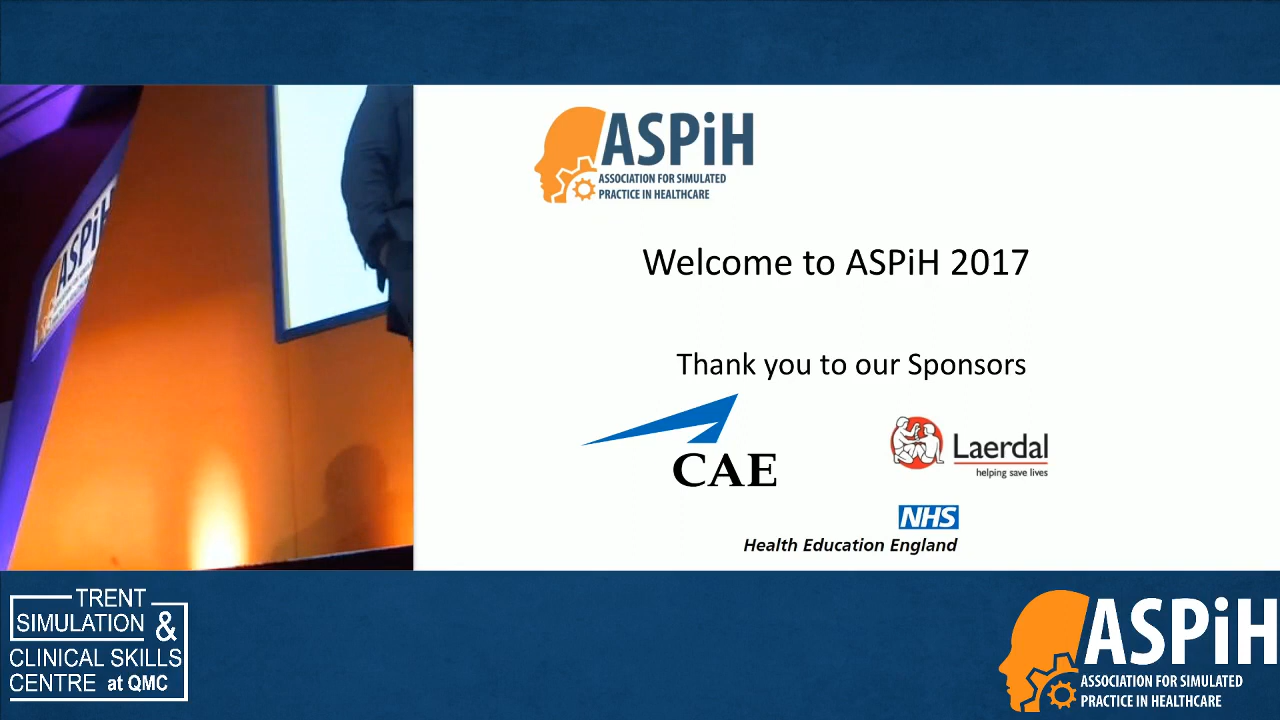 ASPiH
ASSOCIATION FOR SIMULATED
PRACTICE IN HEALTHCARE
Welcome to ASPiH 2017
Thank you to our Sponsors
CAE
Laerdal
helping save lives
NHS
Health Education England
ASPiH
TRENT
SIMULATION &
CLINICAL SKILLS
CENTRE at QMC
ASPiH
ASSOCIATION FOR SIMULATED
PRACTICE IN HEALTHCARE